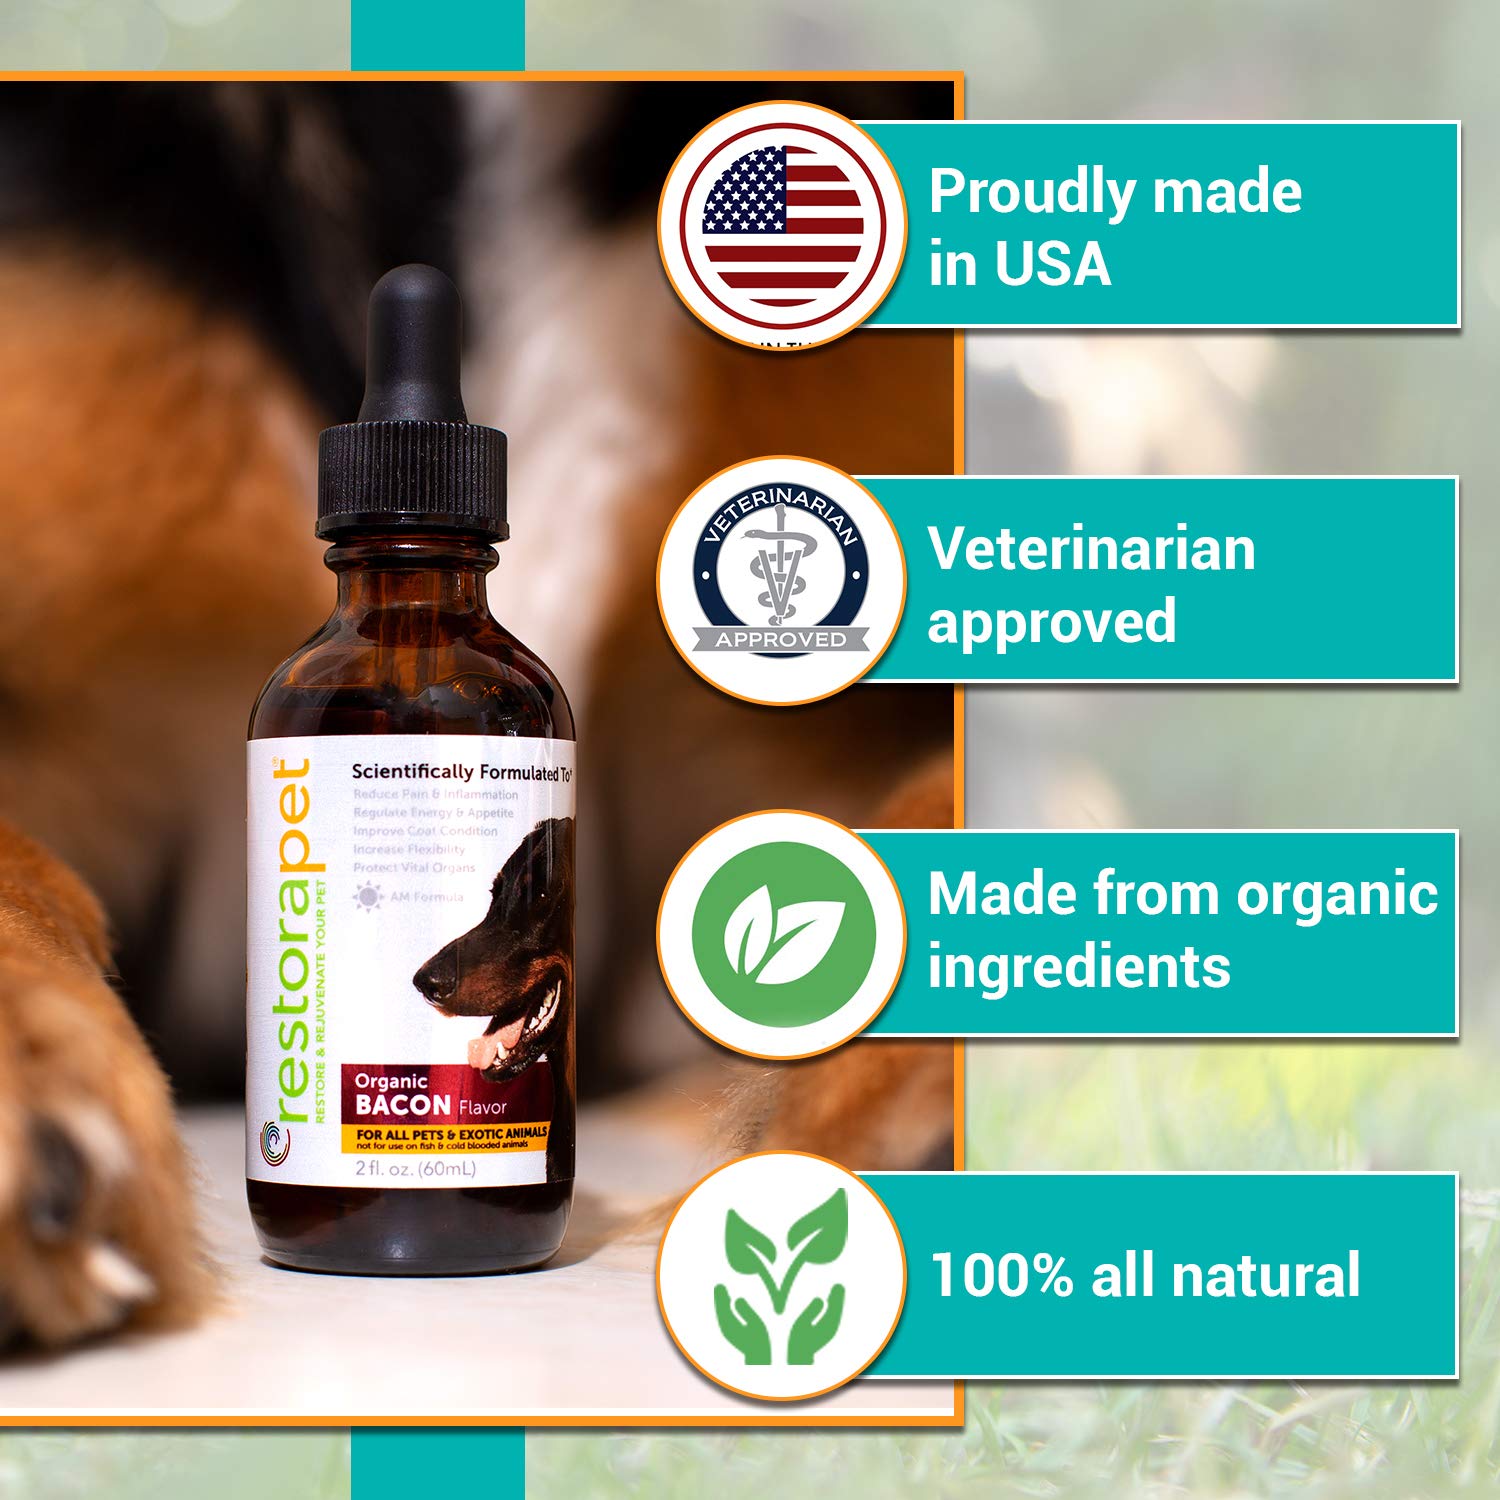 Proudly made
in USA
VETERINARIAN
APPROVED
Veterinarian
approved
Made from organic
ingredients
100% all natural
restorapet®
RESTORE & REJUVENATE YOUR PET
Scientifically Formulated To*
Reduce Pain & Inflammation
Regulate Energy & Appetite
Improve Coat Condition
Increase Flexibility
Protect Vital Organs
AM Formula
Organic
BACON Flavor
FOR ALL PETS & EXOTIC ANIMALS
not for use on fish & cold blooded animals
2 fl. oz. (60mL)